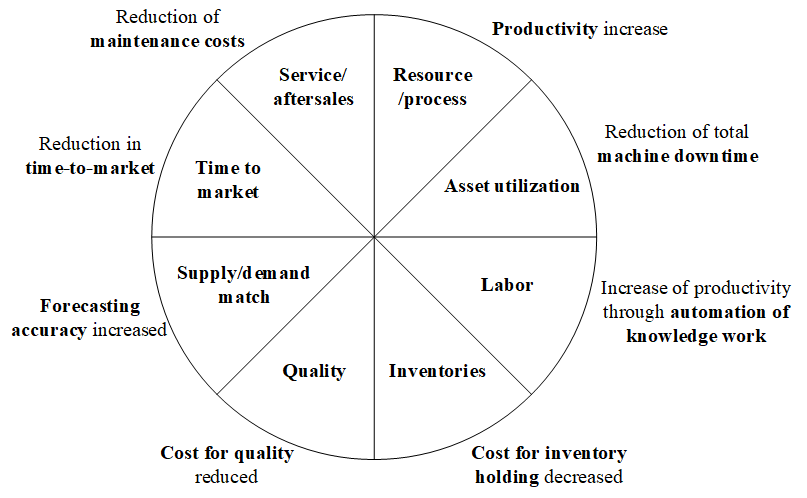 Reduction of
maintenance costs
Productivity increase
Service/
aftersales
Resource
/process
Reduction in
time-to-market
Time to
market
Asset utilization
Reduction of total
machine downtime
Supply/demand
match
Labor
Forecasting
accuracy increased
Increase of productivity
through automation of
knowledge work
Quality
Inventories
Cost for quality
reduced
Cost for inventory
holding decreased